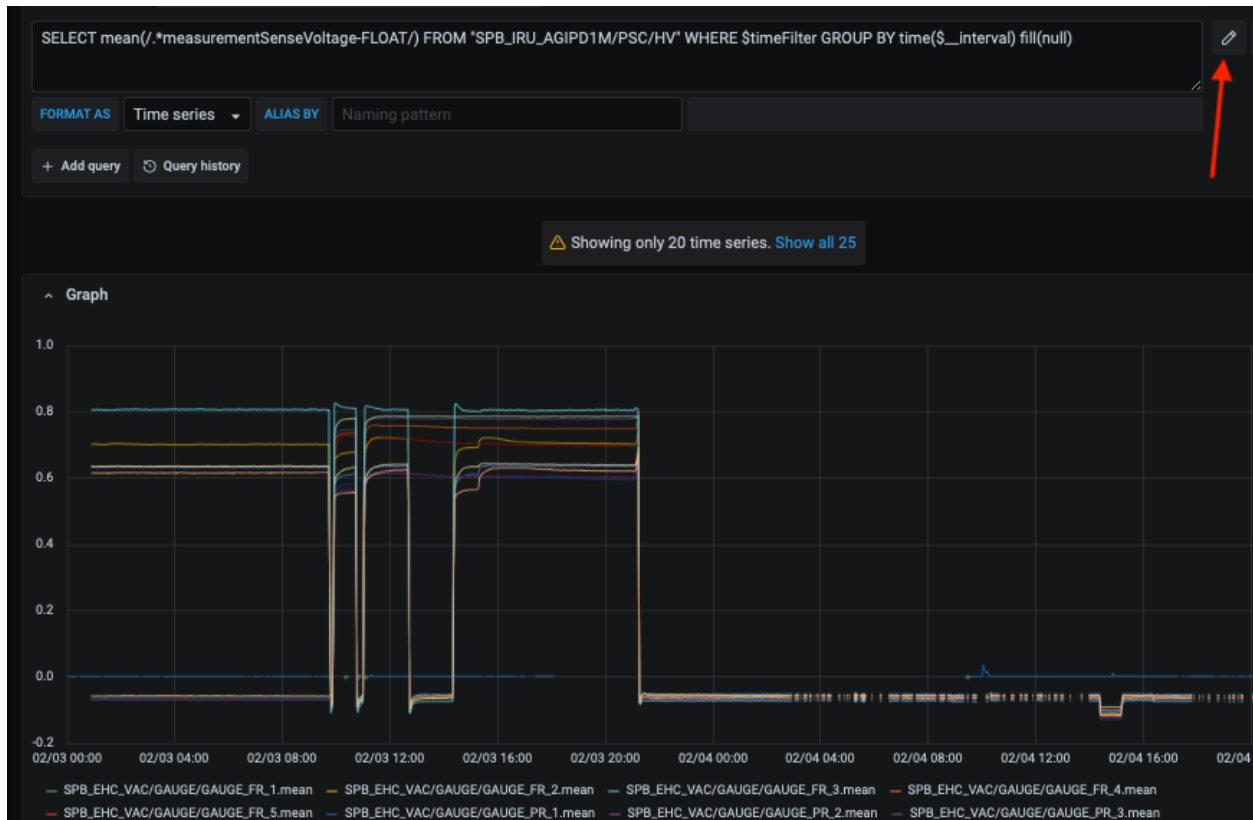 SELECT mean(/.*measurementSenseVoltage-FLOAT/) FROM "SPB_IRU_AGIPD1M/PSC/HV" WHERE $timeFilter GROUP BY time($__interval) fill(null)
FORMAT AS Time series ALIAS BY Naming pattern
+ Add query Query history
Showing only 20 time series. Show all 25
Graph
1.0
0.8
0.6
0.4
0.2
0.0
-0.2
02/03 00:00 02/03 04:00 02/03 08:00 02/03 12:00 02/03 16:00 02/03 20:00 02/04 00:00 02/04 04:00 02/04 08:00 02/04 12:00 02/04 16:00 02/04
SPB_EHC_VAC/GAUGE/GAUGE_FR_1.mean SPB_EHC_VAC/GAUGE/GAUGE_FR_2.mean SPB_EHC_VAC/GAUGE/GAUGE_FR_3.mean SPB_EHC_VAC/GAUGE/GAUGE_FR_4.mean
SPB_EHC_VAC/GAUGE/GAUGE_FR_5.mean SPB_EHC_VAC/GAUGE/GAUGE_PR_1.mean SPB_EHC_VAC/GAUGE/GAUGE_PR_2.mean SPB_EHC_VAC/GAUGE/GAUGE_PR_3.mean